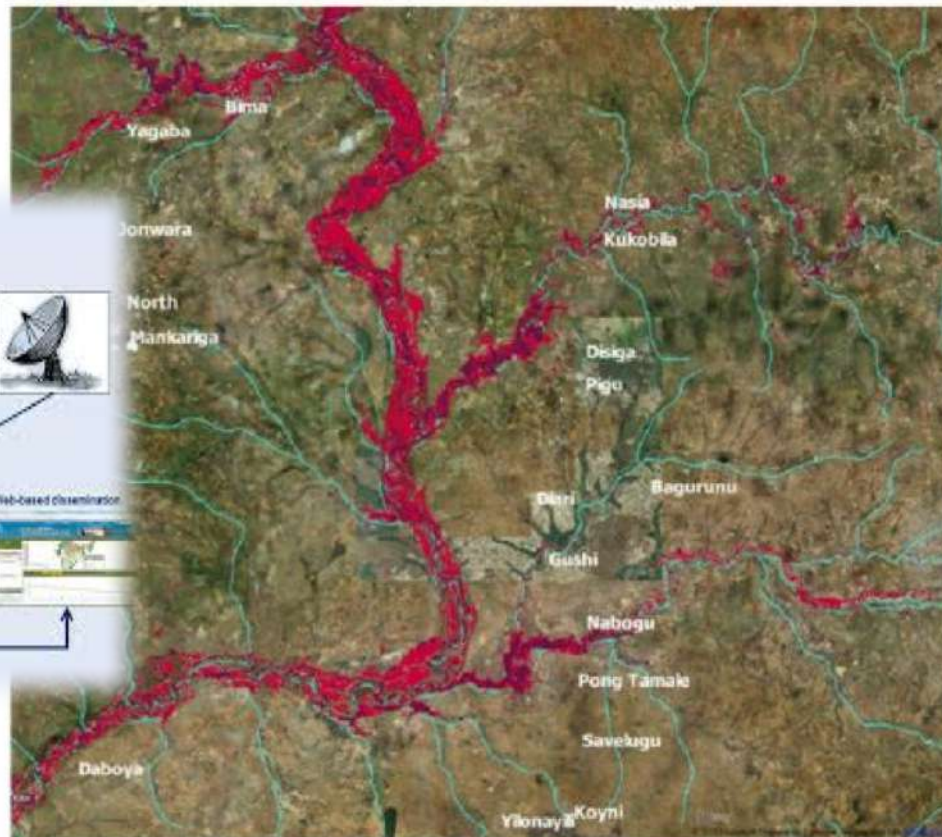 Bima
Yagaba
Jonwara
Nasia
Kukobila
North
Mankariga
Disiga
Pigu
Web-based dissemination
Diari
Bagurunu
Gushi
Nabogu
Pong Tamale
Savelugu
Daboya
Koyni
Yilonayili